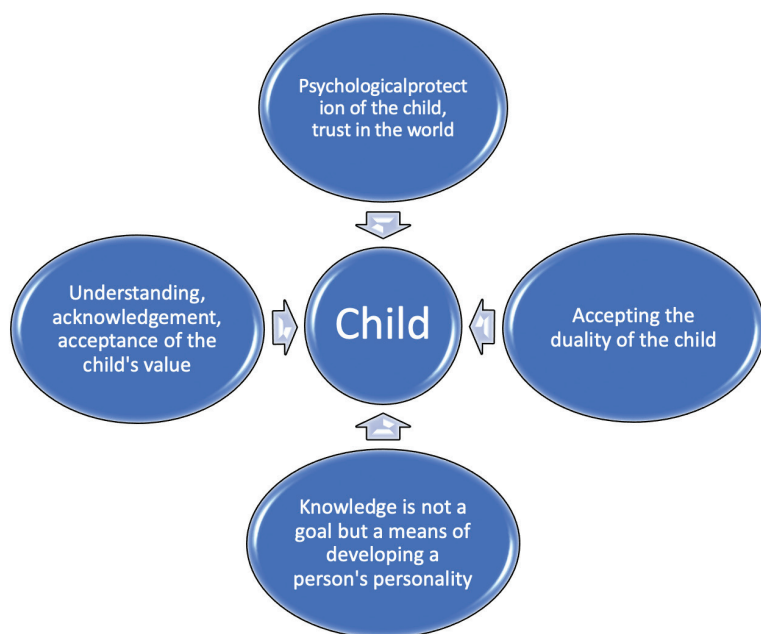 Psychologicalprotect
ion of the child,
trust in the world
Understanding,
acknowledgement,
acceptance of the
child's value
Child
Accepting the
duality of the child
Knowledge is not a
goal but a means of
developing a
person's personality